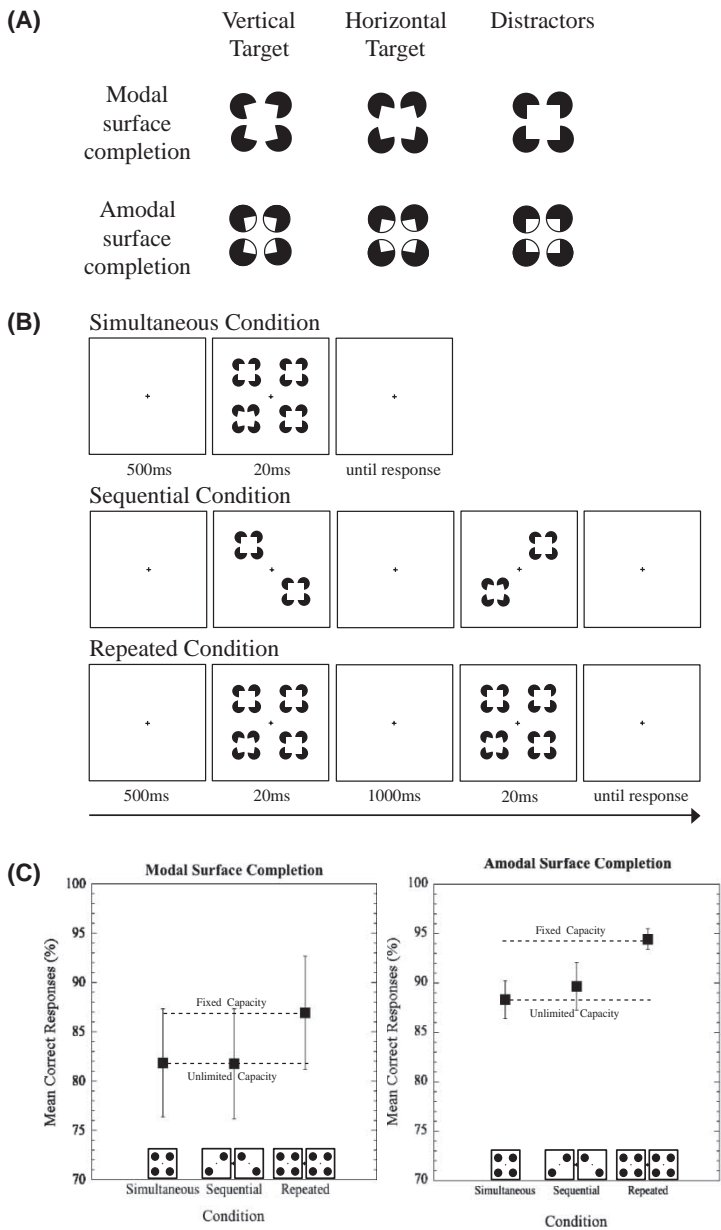 (A)
Vertical Target
Horizontal Target
Distractors
Modal surface completion
Amodal surface completion
(B)
Simultaneous Condition
500ms 20ms until response
Sequential Condition
Repeated Condition
500ms 20ms 1000ms 20ms until response
(C)
Modal Surface Completion
Mean Correct Responses (%)
100
95
90
85
80
75
70
Fixed Capacity
Unlimited Capacity
Simultaneous Sequential Repeated
Condition
Amodal Surface Completion
Mean Correct Responses (%)
100
95
90
85
80
75
70
Fixed Capacity
Unlimited Capacity
Simultaneous Sequential Repeated
Condition